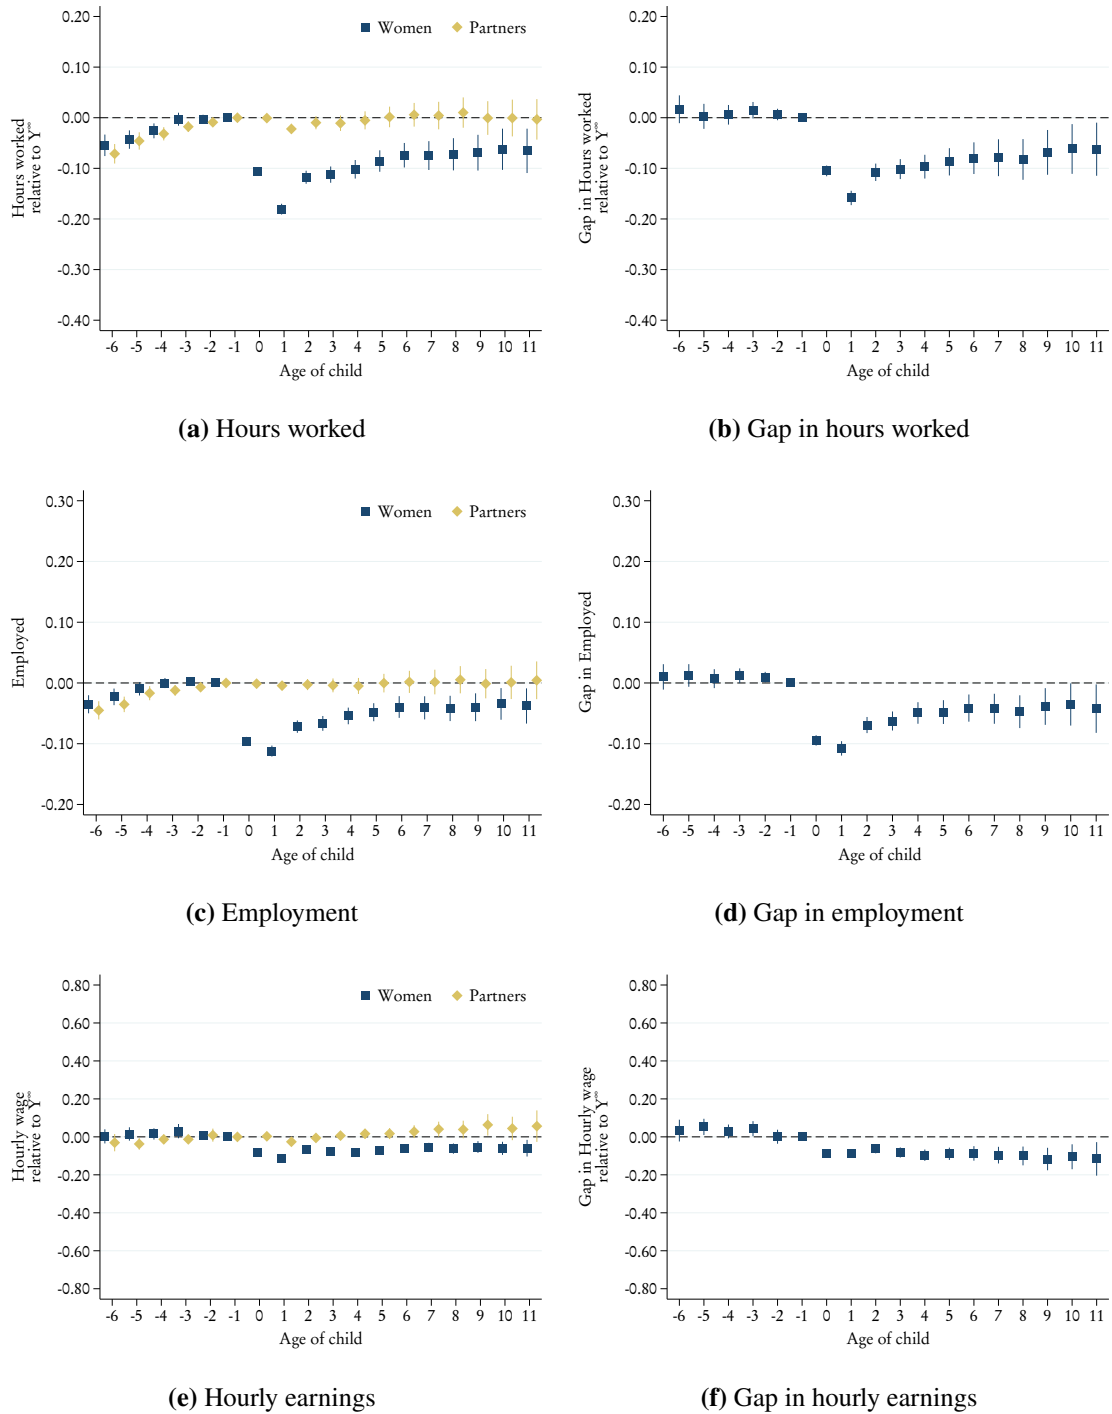 0.20
0.10
0.00
-0.10
-0.20
-0.30
-0.40
Hours worked
relative to Y∞
Women Partners
-6 -5 -4 -3 -2 -1 0 1 2 3 4 5 6 7 8 9 10 11
Age of child
(a) Hours worked
0.20
0.10
0.00
-0.10
-0.20
-0.30
-0.40
Gap in Hours worked
relative to Y∞
-6 -5 -4 -3 -2 -1 0 1 2 3 4 5 6 7 8 9 10 11
Age of child
(b) Gap in hours worked
0.30
0.20
0.10
0.00
-0.10
-0.20
Employed
Women Partners
-6 -5 -4 -3 -2 -1 0 1 2 3 4 5 6 7 8 9 10 11
Age of child
(c) Employment
0.30
0.20
0.10
0.00
-0.10
-0.20
Gap in Employed
-6 -5 -4 -3 -2 -1 0 1 2 3 4 5 6 7 8 9 10 11
Age of child
(d) Gap in employment
0.80
0.60
0.40
0.20
0.00
-0.20
-0.40
-0.60
-0.80
Hourly wage
relative to Y∞
Women Partners
-6 -5 -4 -3 -2 -1 0 1 2 3 4 5 6 7 8 9 10 11
Age of child
(e) Hourly earnings
0.80
0.60
0.40
0.20
0.00
-0.20
-0.40
-0.60
-0.80
Gap in Hourly wage
relative to Y∞
-6 -5 -4 -3 -2 -1 0 1 2 3 4 5 6 7 8 9 10 11
Age of child
(f) Gap in hourly earnings